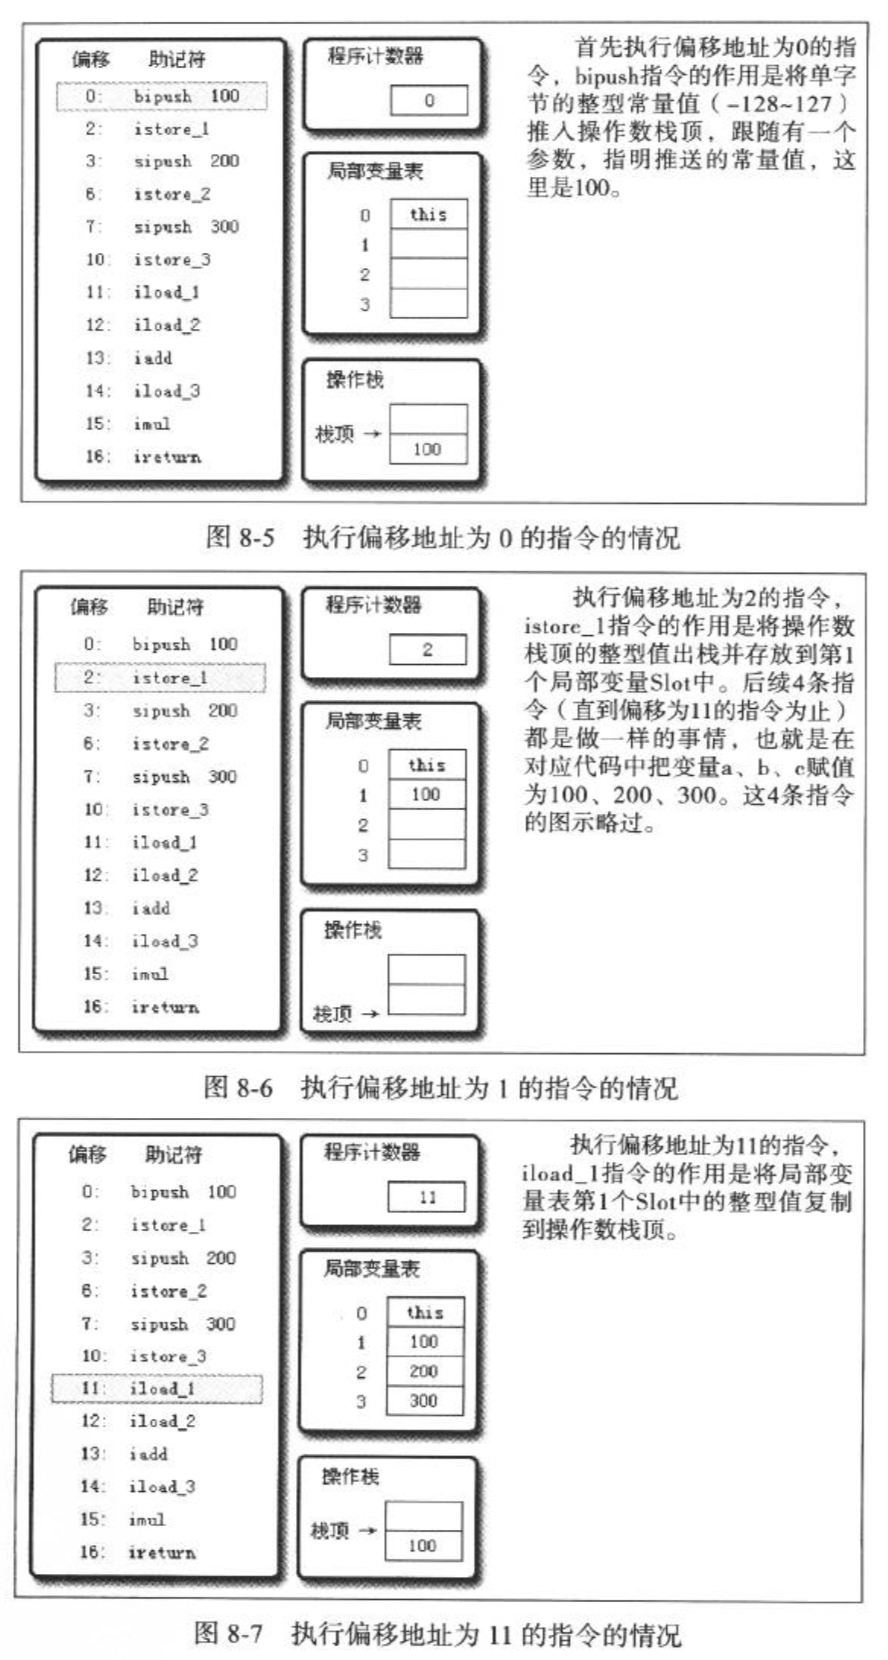 偏移 助记符
0: bipush 100
2: istore_1
3: sipush 200
6: istore_2
7: sipush 300
10: istore_3
11: iload_1
12: iload_2
13: iadd
14: iload_3
15: imul
16: ireturn
程序计数器
0
局部变量表
0 this
1
2
3
操作栈
栈顶 →
100
首先执行偏移地址为0的指
令，bipush指令的作用是将单字
节的整型常量值（-128~127）
推入操作数栈顶，跟随有一个
参数，指明推送的常量值，这
里是100。
图 8-5 执行偏移地址为 0 的指令的情况
偏移 助记符
0: bipush 100
2: istore_1
3: sipush 200
6: istore_2
7: sipush 300
10: istore_3
11: iload_1
12: iload_2
13. iadd
14: iload_3
15: imul
16: ireturn
程序计数器
2
局部变量表
0 this
1 100
2
3
操作栈
栈顶 →
执行偏移地址为2的指令，
istore_1指令的作用是将操作数
栈顶的整型值出栈并存放到第1
个局部变量Slot中。后续4条指
令（直到偏移为11的指令为止）
都是做一样的事情，也就是在
对应代码中把变量a、b、c赋值
为100、200、300。这4条指令
的图示略过。
图 8-6 执行偏移地址为 1 的指令的情况
偏移 助记符
0: bipush 100
2: istore_1
3: sipush 200
6: istore_2
7: sipush 300
10: istore_3
11: iload_1
12: iload_2
13: iadd
14: iload_3
15: imul
16: ireturn
程序计数器
11
局部变量表
0 this
1 100
2 200
3 300
操作栈
栈顶 →
100
执行偏移地址为11的指令，
iload_1指令的作用是将局部变
量表第1个Slot中的整型值复制
到操作数栈顶。
图 8-7 执行偏移地址为 11 的指令的情况